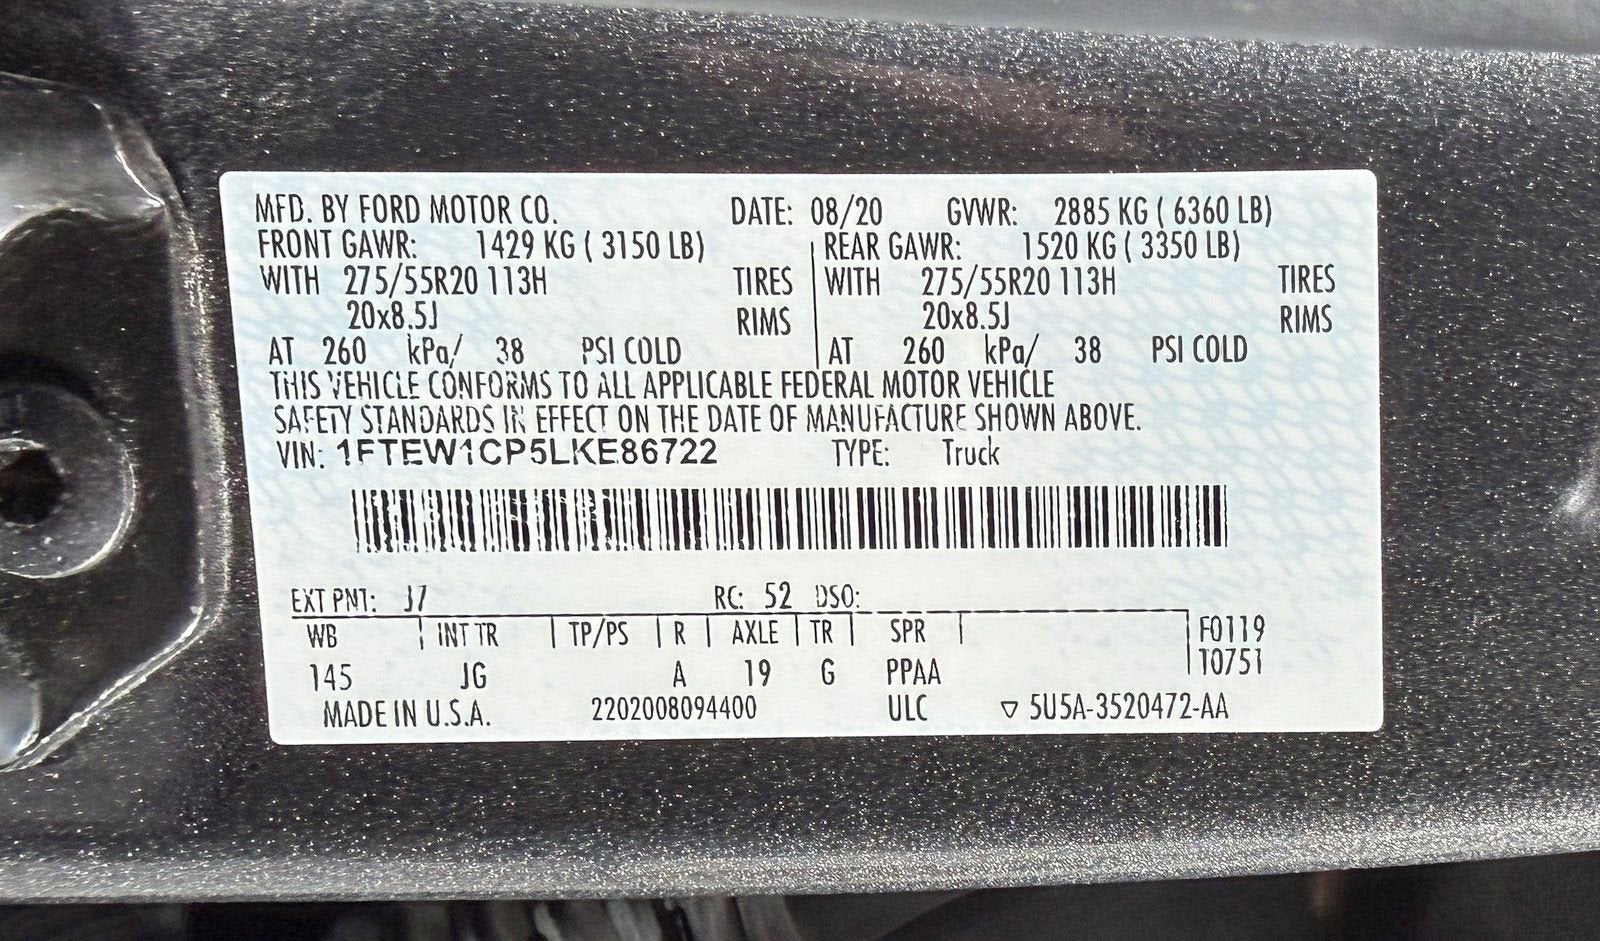 MFD. BY FORD MOTOR CO. DATE: 08/20 GVWR: 2885 KG ( 6360 LB)
FRONT GAWR: 1429 KG ( 3150 LB) REAR GAWR: 1520 KG ( 3350 LB)
WITH 275/55R20 113H TIRES WITH 275/55R20 113H TIRES
20x8.5J RIMS 20x8.5J RIMS
AT 260 kPa/ 38 PSI COLD AT 260 kPa/ 38 PSI COLD
THIS VEHICLE CONFORMS TO ALL APPLICABLE FEDERAL MOTOR VEHICLE
SAFETY STANDARDS IN EFFECT ON THE DATE OF MANUFACTURE SHOWN ABOVE.
VIN: 1FTEW1CP5LKE86722 TYPE: Truck
EXT PNT: J7 RC: 52 DSO:
WB INT TR TP/PS R AXLE TR SPR F0119
145 JG A 19 G PPAA T0751
MADE IN U.S.A. 2202008094400 ULC ▽ 5U5A-3520472-AA